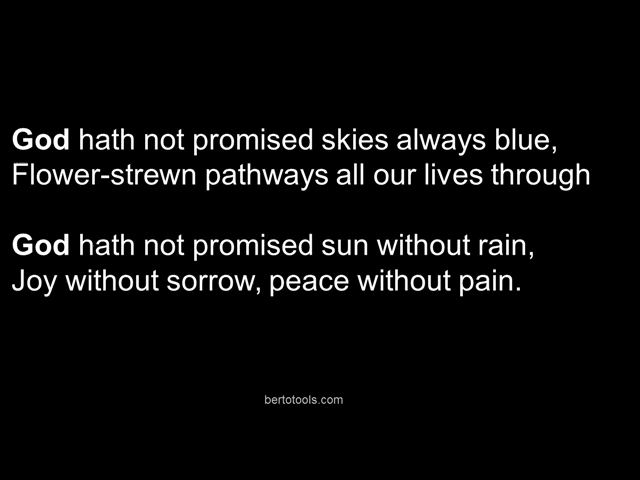 God hath not promised skies always blue,
Flower-strewn pathways all our lives through
God hath not promised sun without rain,
Joy without sorrow, peace without pain.
bertotools.com